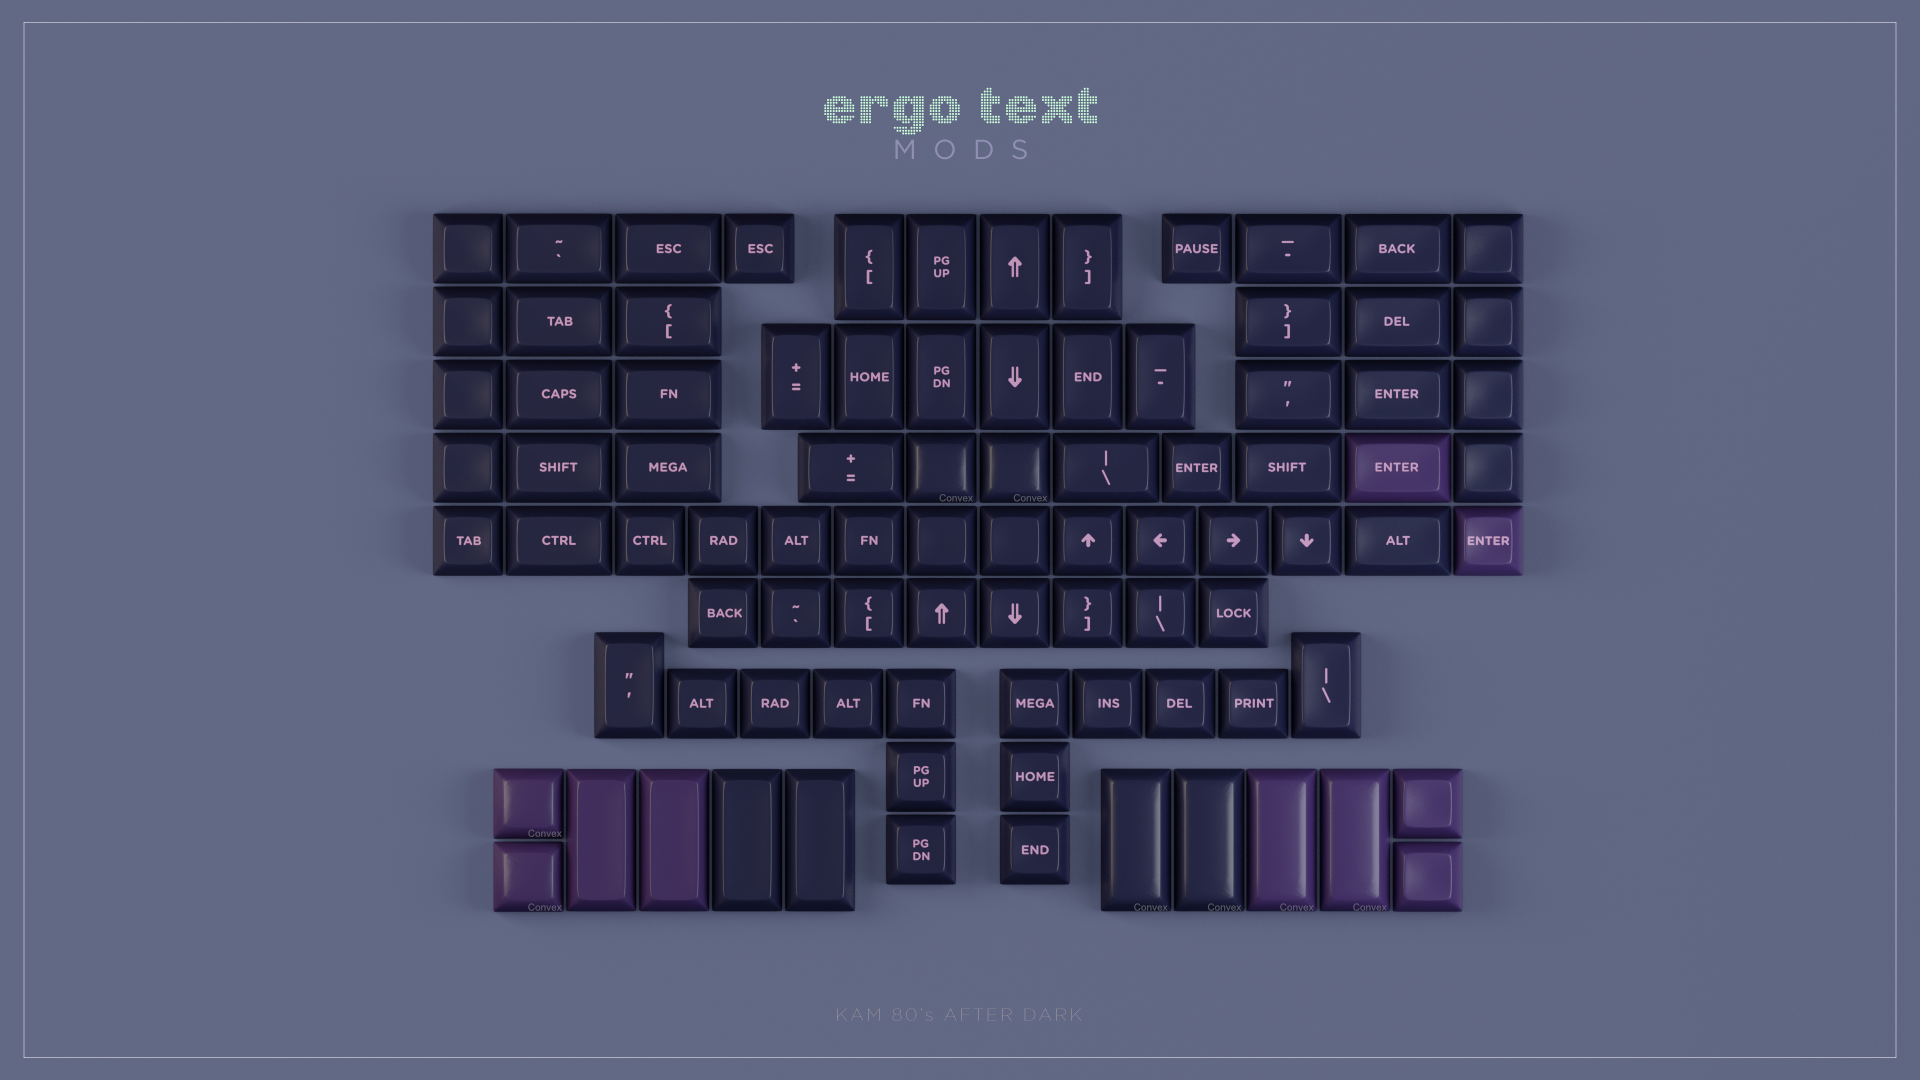 ergo text
MODS
~ ESC ESC { PG UP ⇑ } PAUSE — BACK
` [ ] -
TAB { } DEL
[ ]
+ HOME PG DN ⇓ END —
= -
CAPS FN " ENTER
'
SHIFT MEGA + | ENTER SHIFT ENTER
= \
Convex Convex
TAB CTRL CTRL RAD ALT FN ↑ ← → ↓ ALT ENTER
BACK ~ { ⇑ ⇓ } | LOCK
` [ ] \
" |
' \
ALT RAD ALT FN MEGA INS DEL PRINT
PG UP HOME
Convex
PG DN END
Convex Convex Convex Convex Convex
KAM 80's AFTER DARK